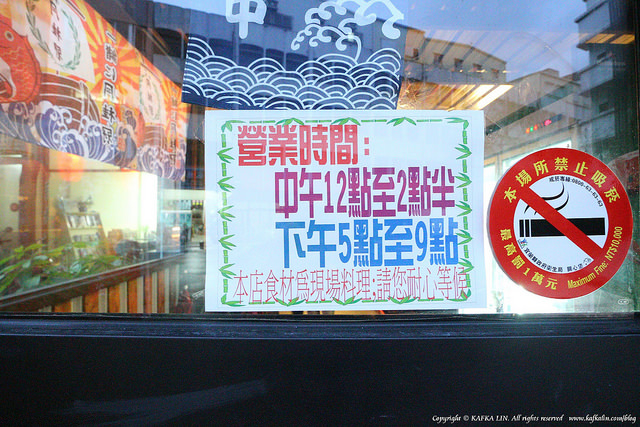 中
營業時間:
中午12點至2點半
下午5點至9點
本店食材為現場料理;請您耐心等候
本場所禁止吸菸
最高罰1萬元
Maximum Fine: NT$10,000
Copyright © KAFKA LIN. All rights reserved www.kafkalin.com/blog